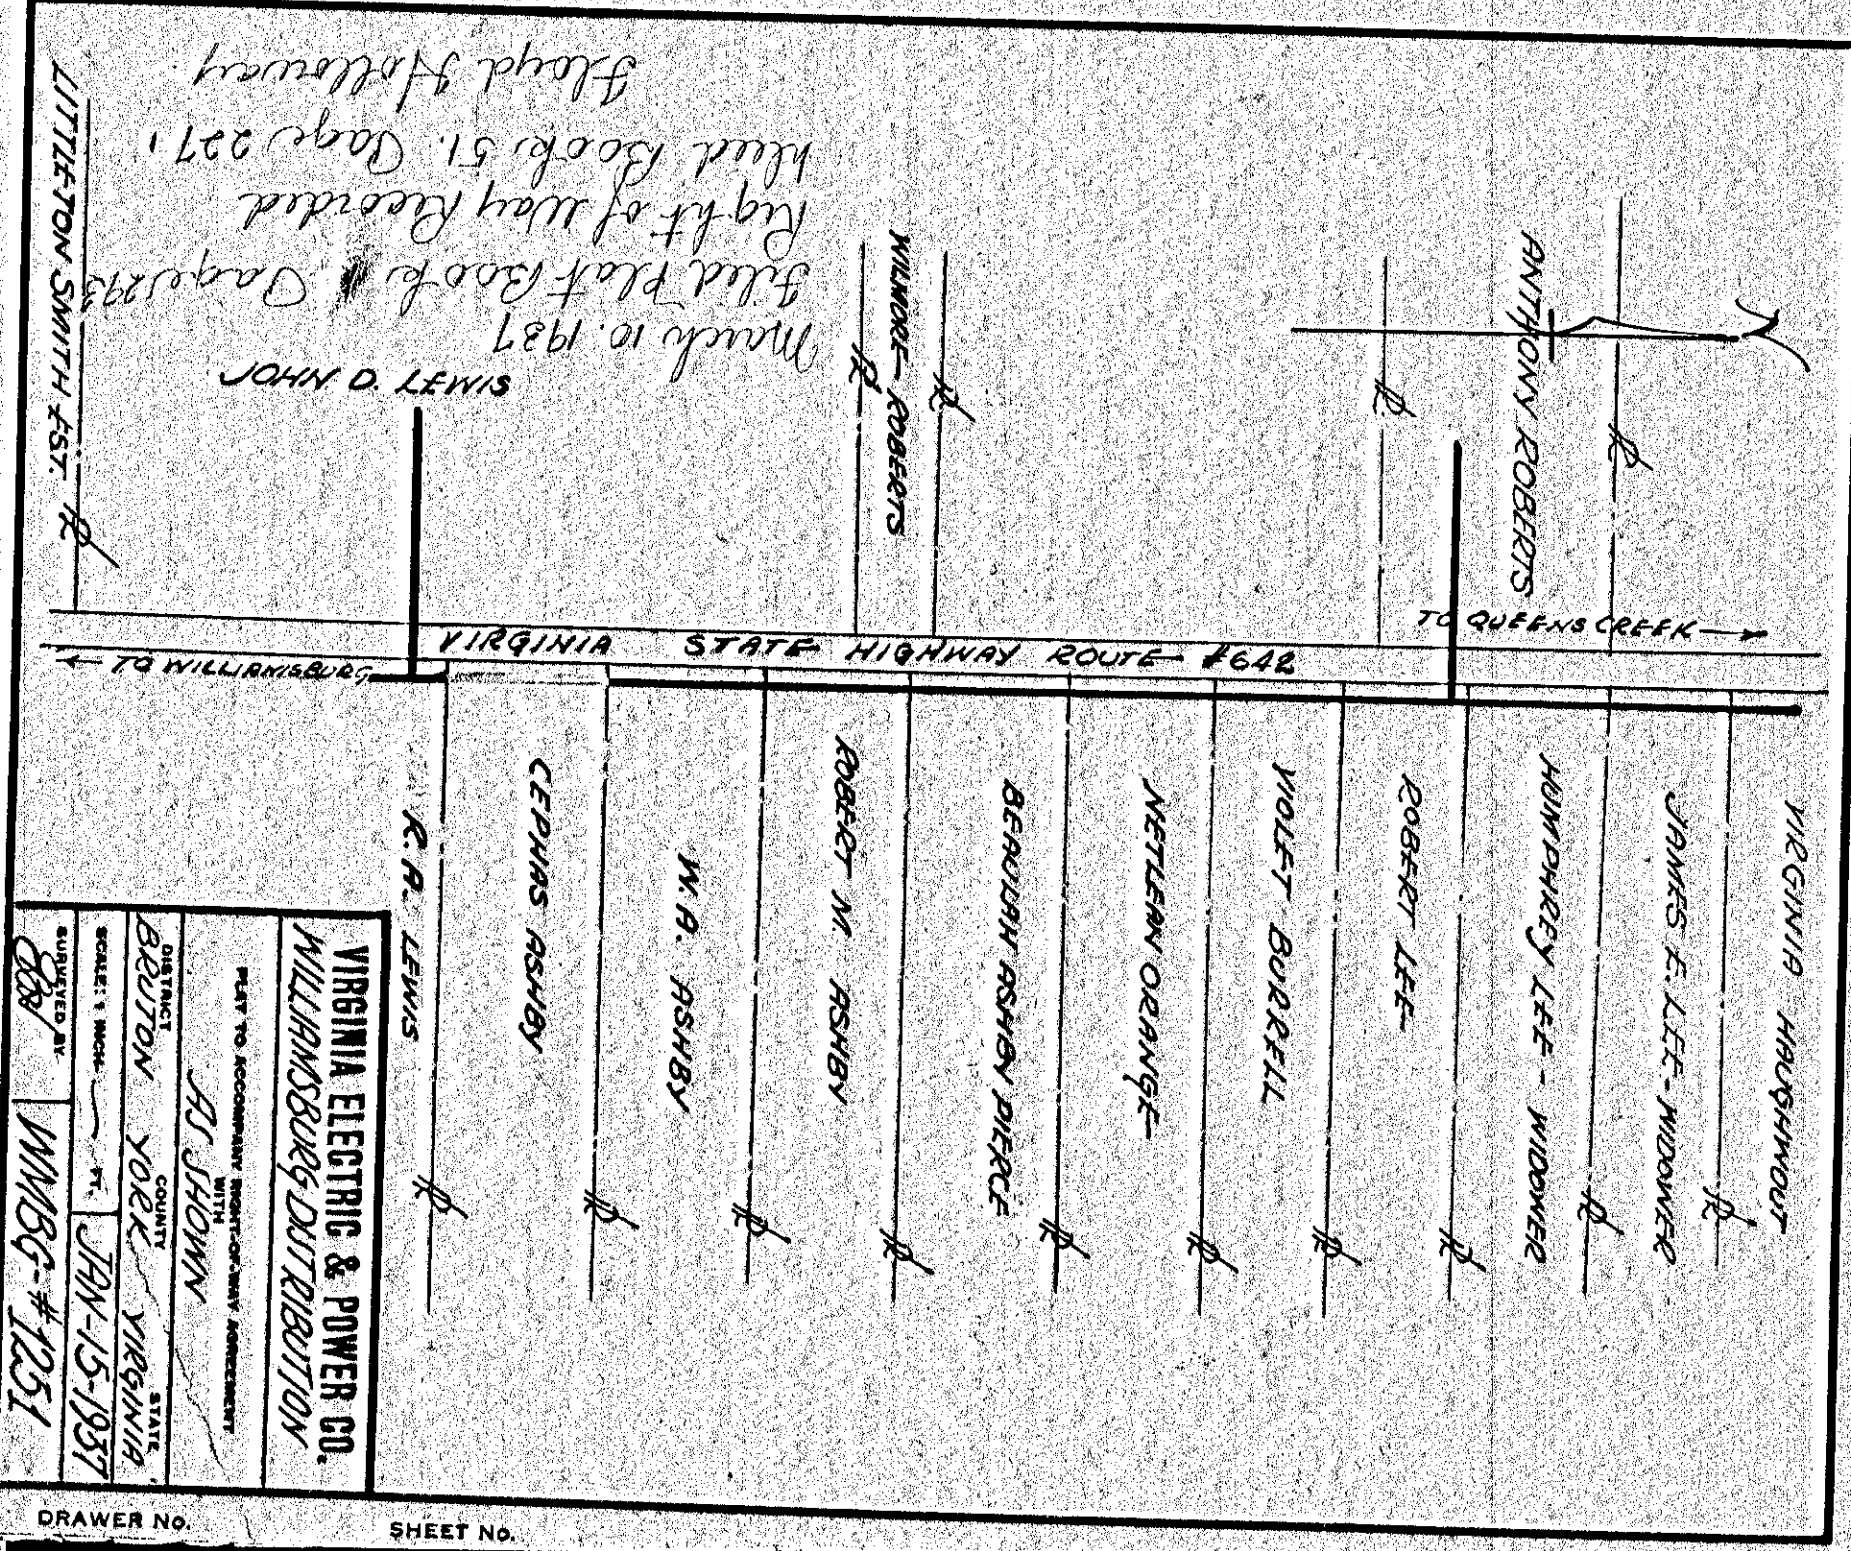 March 10. 1937
Filed Plat Book Page 293
Right of way Recorded
Deed Book 51. Page 227.
Floyd Holloway
LITTLETON SMITH EST.
JOHN D. LEWIS
WILMORE ROBERTS
ANTHONY ROBERTS
TO QUEENS CREEK
VIRGINIA STATE HIGHWAY ROUTE #642
TO WILLIAMSBURG
R. A. LEWIS
CEPHAS ASHBY
W. A. ASHBY
ROBERT M. ASHBY
BEAULAH ASHBY PIERCE
NETLEAN ORANGE
VIOLET BURRELL
ROBERT LEE
HUMPHREY LEE - WIDOWER
JAMES E. LEE - WIDOWER
VIRGINIA HAUGHWOUT
VIRGINIA ELECTRIC & POWER CO.
WILLIAMSBURG DISTRIBUTION
PLAT TO ACCOMPANY RIGHT-OF-WAY AGREEMENT
WITH
AS SHOWN
DISTRICT COUNTY STATE
BRUTON YORK VIRGINIA
SCALE: 1 INCH FT. JAN-15-1937
SURVEYED BY
WMBG-#1251
DRAWER NO.
SHEET NO.